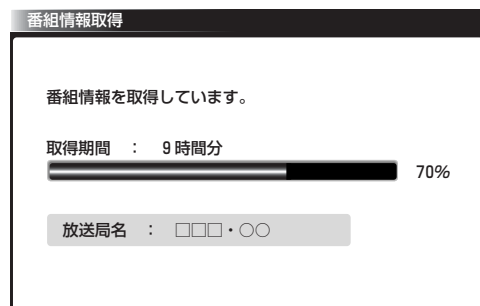 番組情報取得
番組情報を取得しています。
取得期間 : 9時間分
70%
放送局名 : □□□・○○